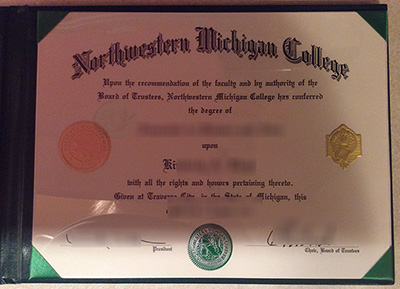 Northwestern Michigan College
Upon the recommendation of the faculty and by authority of the
Board of Trustees, Northwestern Michigan College has conferred
the degree of
upon
with all the rights and honors pertaining thereto.
Given at Traverse City, in the State of Michigan, this
President
Chair, Board of Trustees